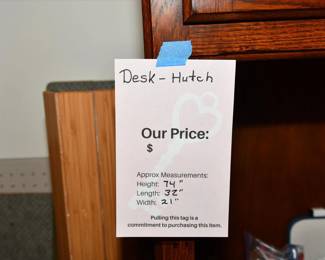 Desk - Hutch
Our Price:
$
Approx Measurements:
Height: 74"
Length: 32"
Width: 21"
Pulling this tag is a
commitment to purchasing this item.